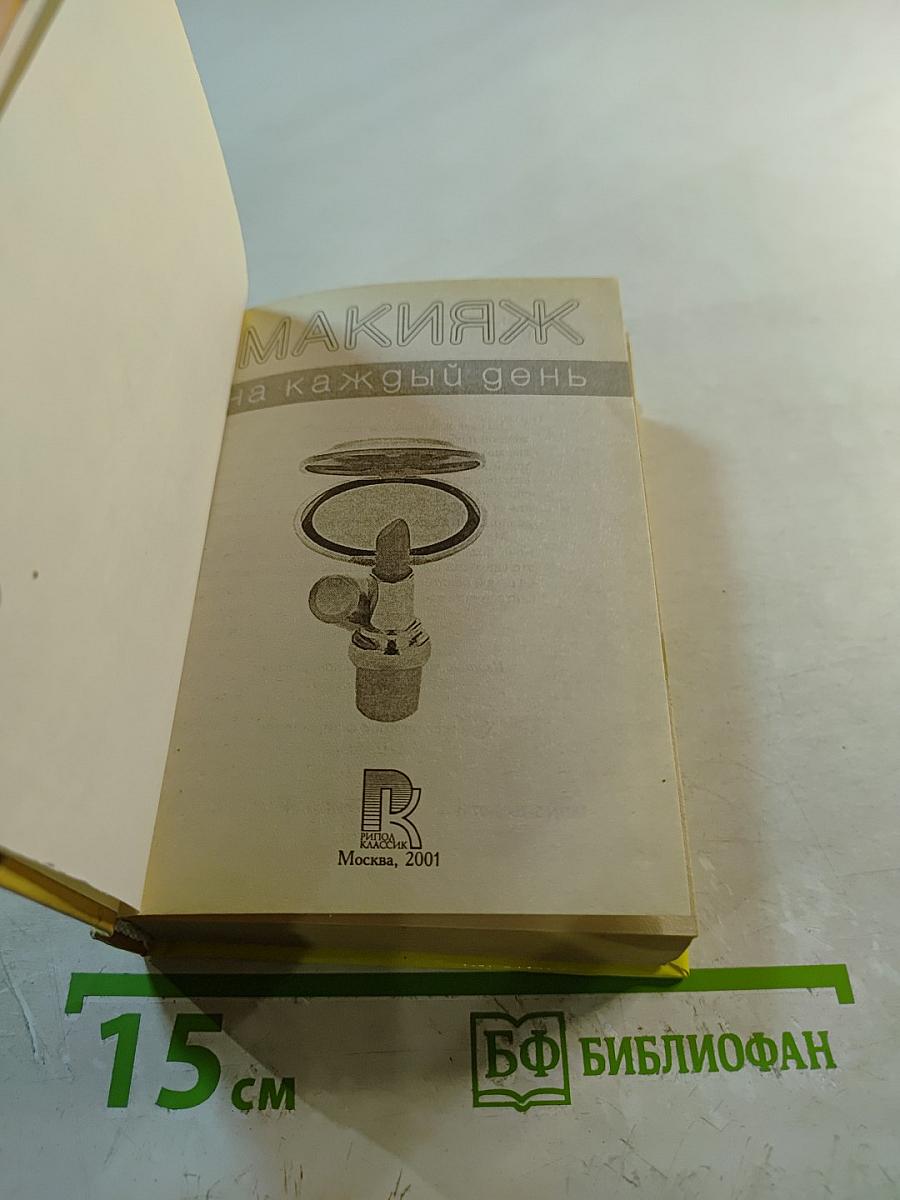 МАКИЯЖ
на каждый день
РИПОЛ
КЛАССИК
Москва, 2001
15 см
БФ БИБЛИОФАН